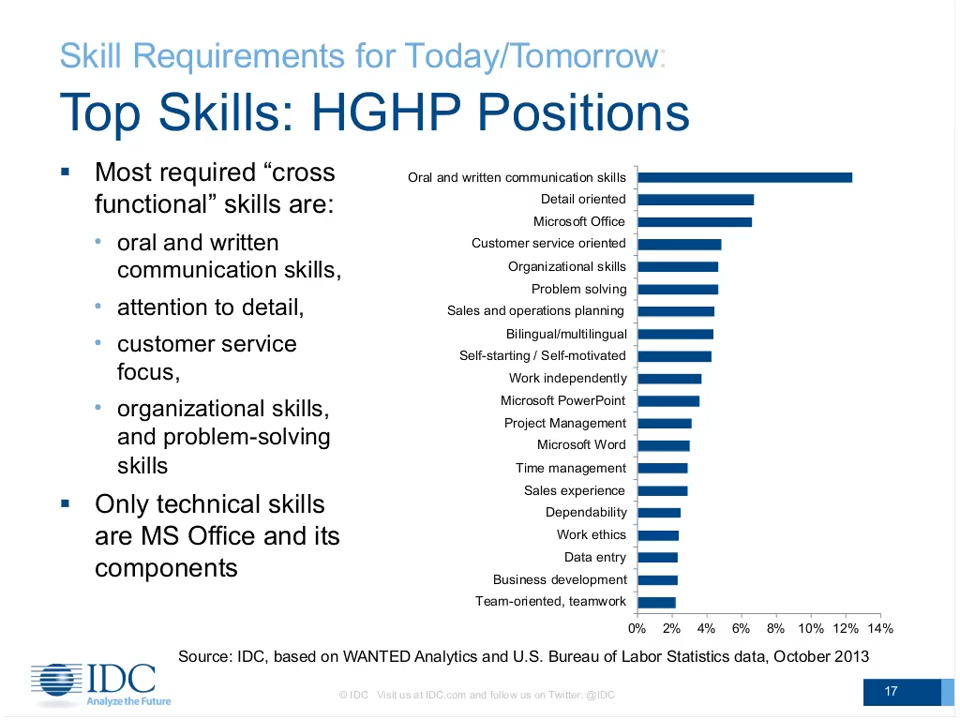 Skill Requirements for Today/Tomorrow:
Top Skills: HGHP Positions
▪ Most required “cross
functional” skills are:
• oral and written
communication skills,
• attention to detail,
• customer service
focus,
• organizational skills,
and problem-solving
skills
▪ Only technical skills
are MS Office and its
components
Oral and written communication skills
Detail oriented
Microsoft Office
Customer service oriented
Organizational skills
Problem solving
Sales and operations planning
Bilingual/multilingual
Self-starting / Self-motivated
Work independently
Microsoft PowerPoint
Project Management
Microsoft Word
Time management
Sales experience
Dependability
Work ethics
Data entry
Business development
Team-oriented, teamwork
0% 2% 4% 6% 8% 10% 12% 14%
Source: IDC, based on WANTED Analytics and U.S. Bureau of Labor Statistics data, October 2013
IDC
Analyze the Future
© IDC Visit us at IDC.com and follow us on Twitter: @IDC
17